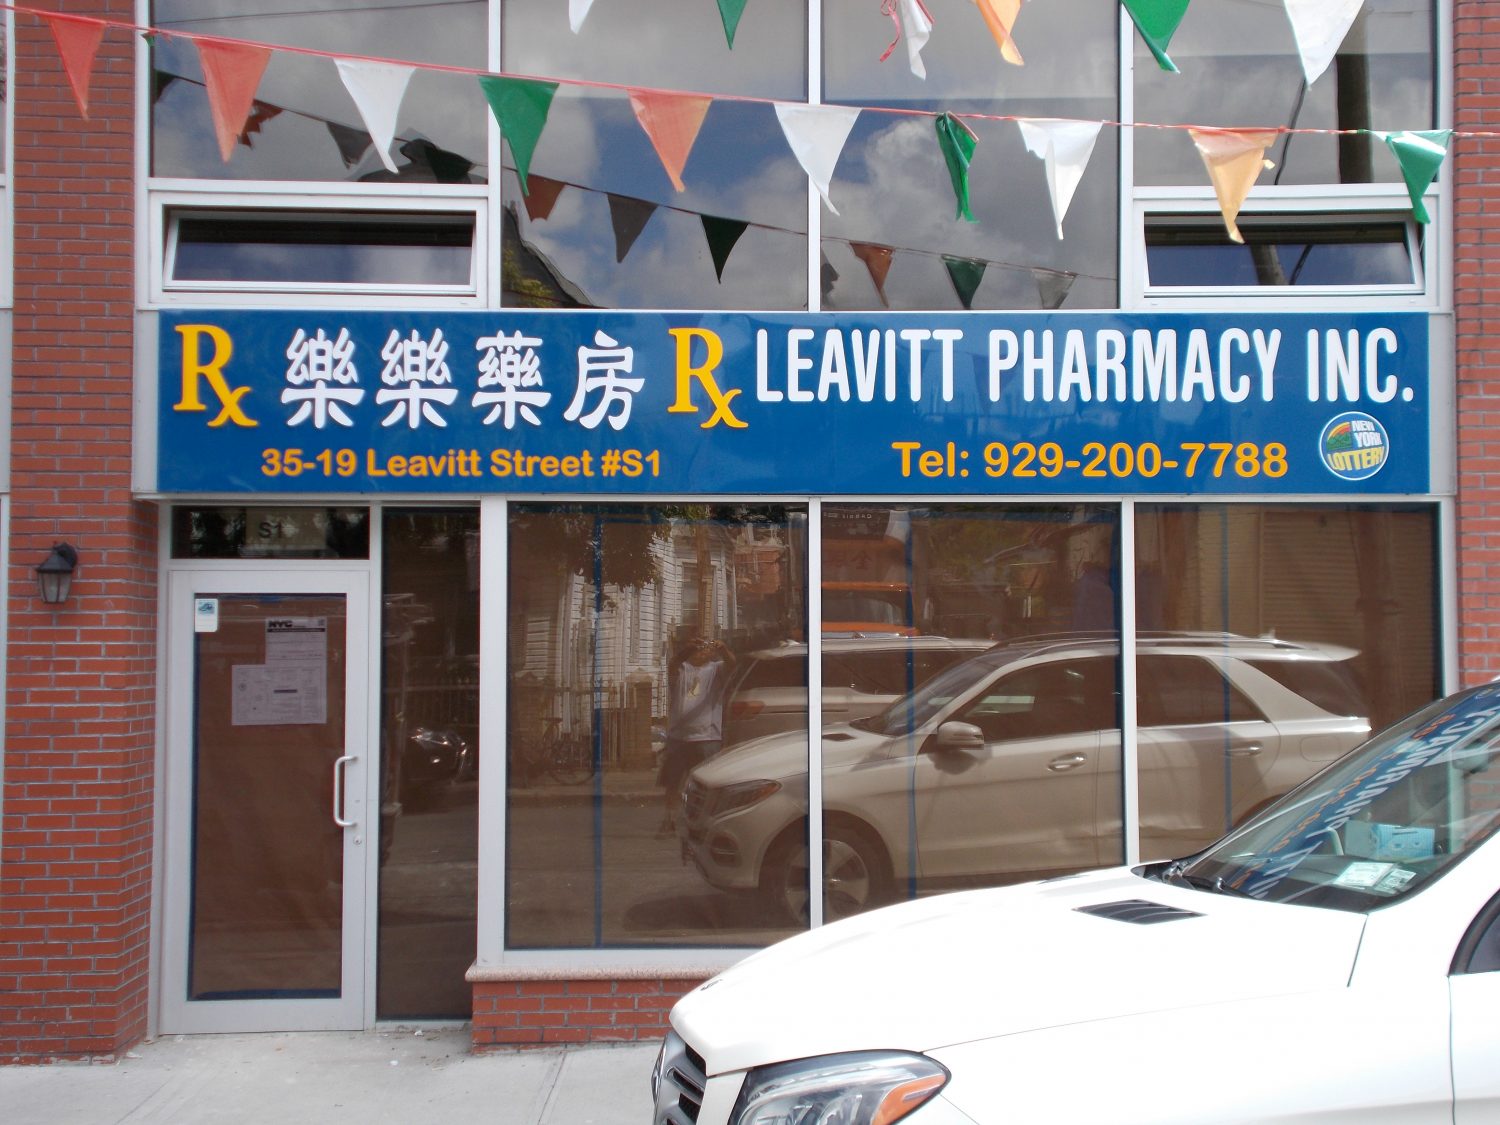 Rx 樂樂藥房 Rx LEAVITT PHARMACY INC.
35-19 Leavitt Street #S1
Tel: 929-200-7788
NEW
YORK
LOTTERY
S1
NYC